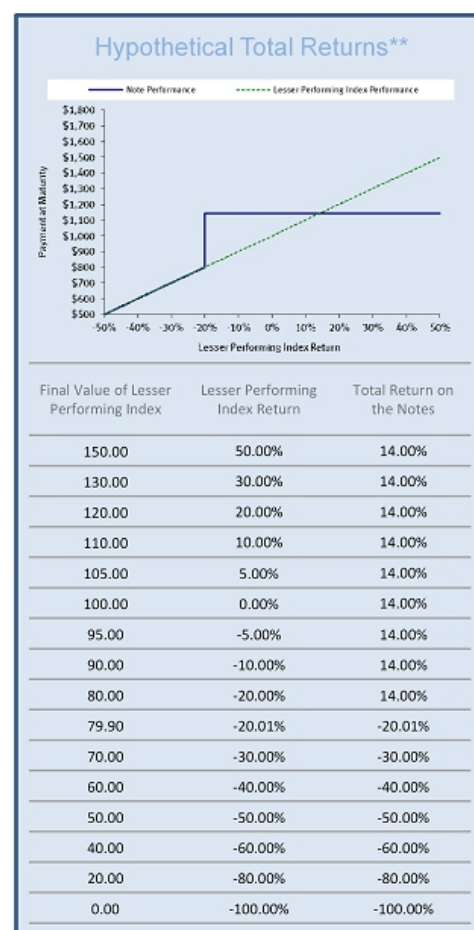 Hypothetical Total Returns**
Note Performance Lesser Performing Index Performance
$1,800
$1,700
$1,600
$1,500
$1,400
$1,300
$1,200
$1,100
$1,000
$900
$800
$700
$600
$500
Payment at Maturity
-50% -40% -30% -20% -10% 0% 10% 20% 30% 40% 50%
Lesser Performing Index Return
Final Value of Lesser Lesser Performing Total Return on
Performing Index Index Return the Notes
150.00 50.00% 14.00%
130.00 30.00% 14.00%
120.00 20.00% 14.00%
110.00 10.00% 14.00%
105.00 5.00% 14.00%
100.00 0.00% 14.00%
95.00 -5.00% 14.00%
90.00 -10.00% 14.00%
80.00 -20.00% 14.00%
79.90 -20.01% -20.01%
70.00 -30.00% -30.00%
60.00 -40.00% -40.00%
50.00 -50.00% -50.00%
40.00 -60.00% -60.00%
20.00 -80.00% -80.00%
0.00 -100.00% -100.00%